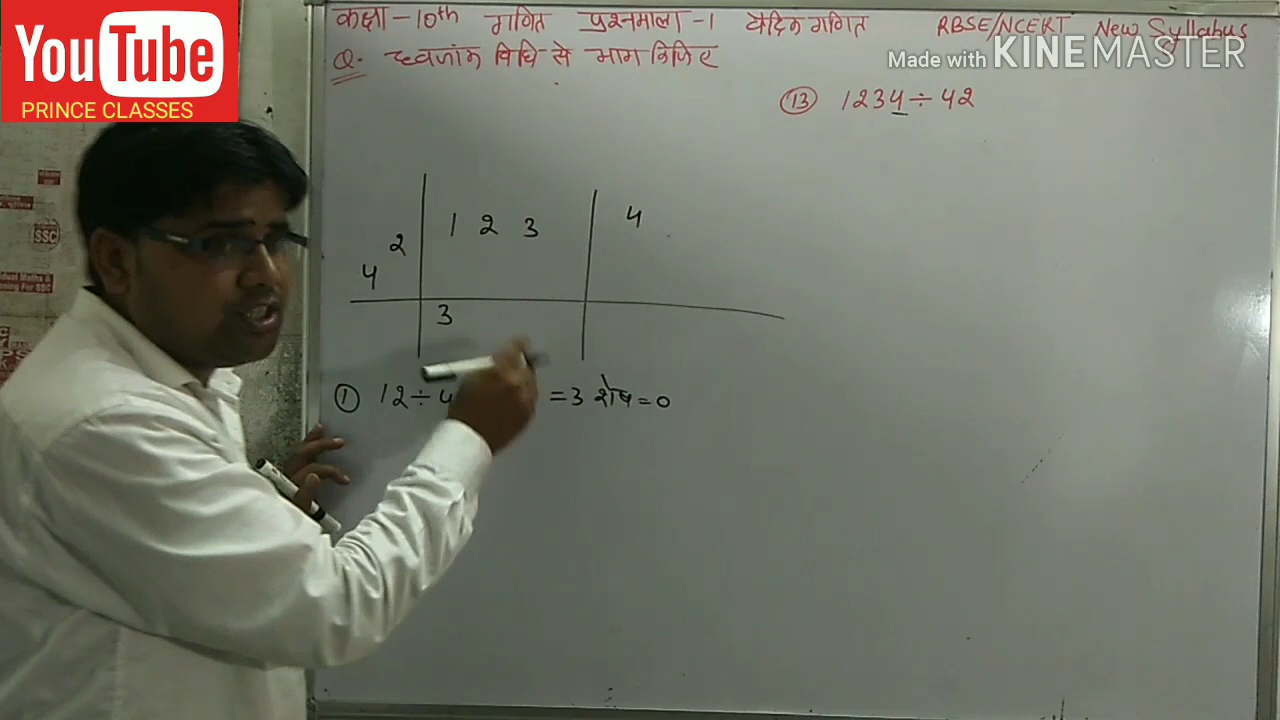 YouTube
PRINCE CLASSES
कक्षा - 10th गणित प्रश्नमाला - 1 वैदिक गणित RBSE/NCERT New Syllabus
Made with KINEMASTER
Q. ध्वजांक विधि से भाग किजिए
(13) 1234 ÷ 42
1 2 3 4
2
4
3
① 12 ÷ 4 = 3 शेष = 0
SSC